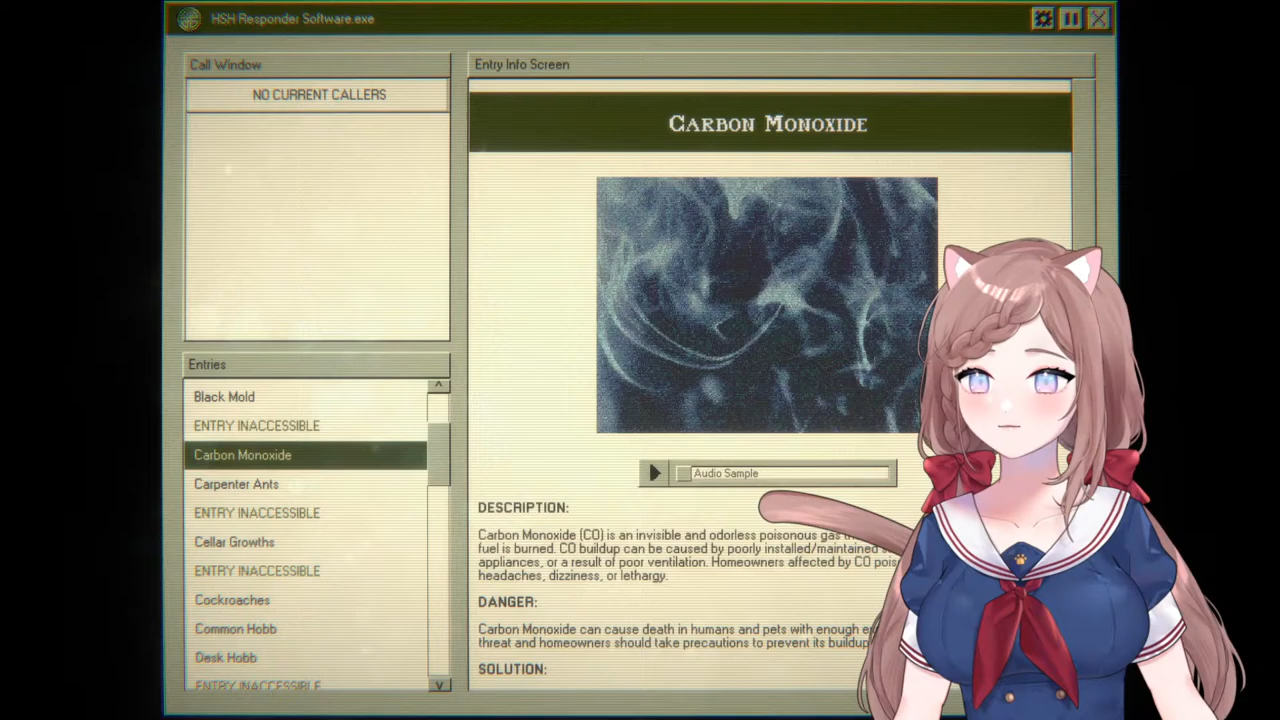 HSH Responder Software.exe
Call Window
NO CURRENT CALLERS
Entries
Black Mold
ENTRY INACCESSIBLE
Carbon Monoxide
Carpenter Ants
ENTRY INACCESSIBLE
Cellar Growths
ENTRY INACCESSIBLE
Cockroaches
Common Hobb
Desk Hobb
ENTRY INACCESSIBLE
Entry Info Screen
CARBON MONOXIDE
Audio Sample
DESCRIPTION:
Carbon Monoxide (CO) is an invisible and odorless poisonous gas
fuel is burned. CO buildup can be caused by poorly installed/maintained
appliances, or a result of poor ventilation. Homeowners affected by CO
headaches, dizziness, or lethargy.
DANGER:
Carbon Monoxide can cause death in humans and pets with enough
threat and homeowners should take precautions to prevent its buildup
SOLUTION: